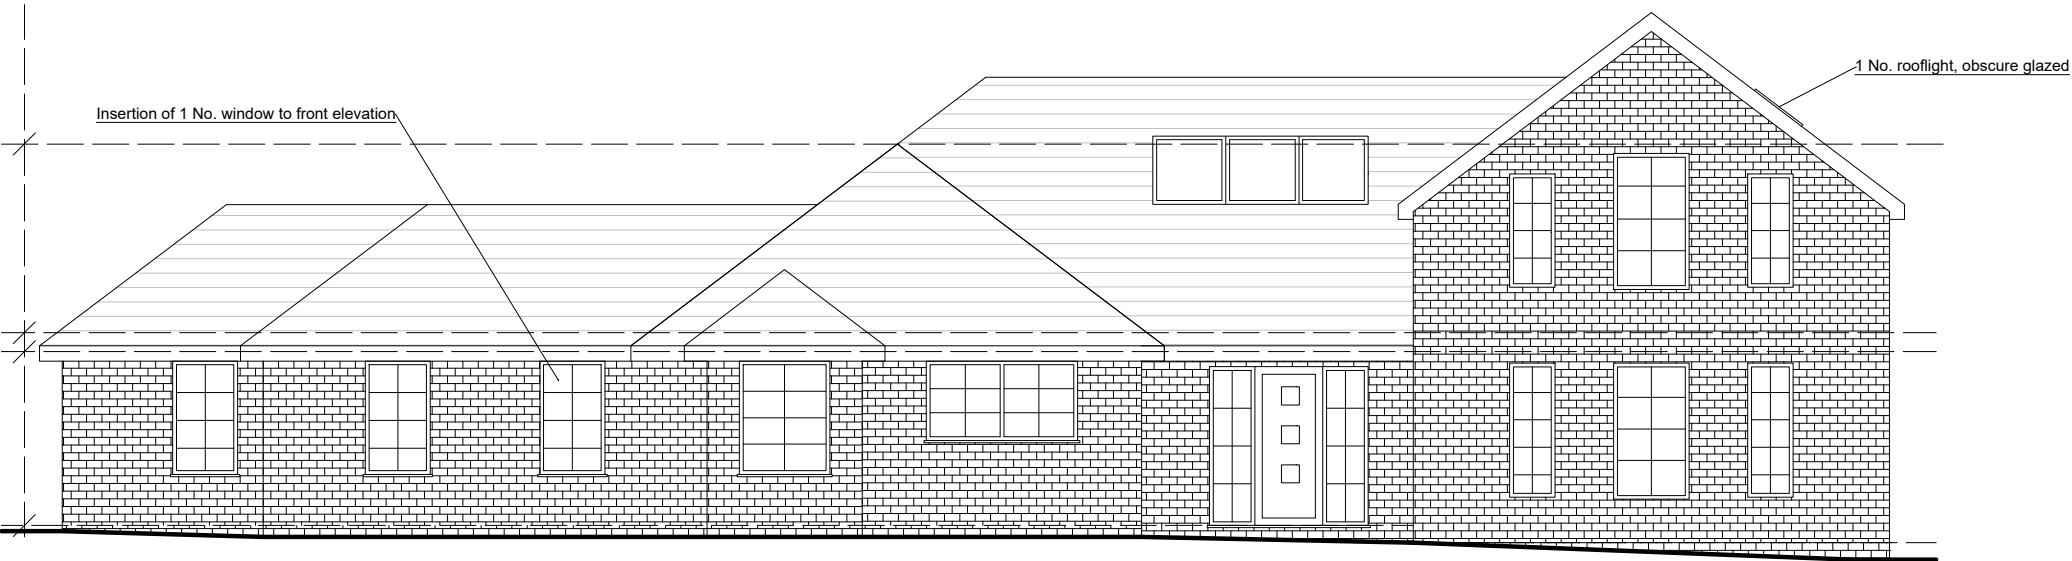 Insertion of 1 No. window to front elevation
1 No. rooflight, obscure glazed